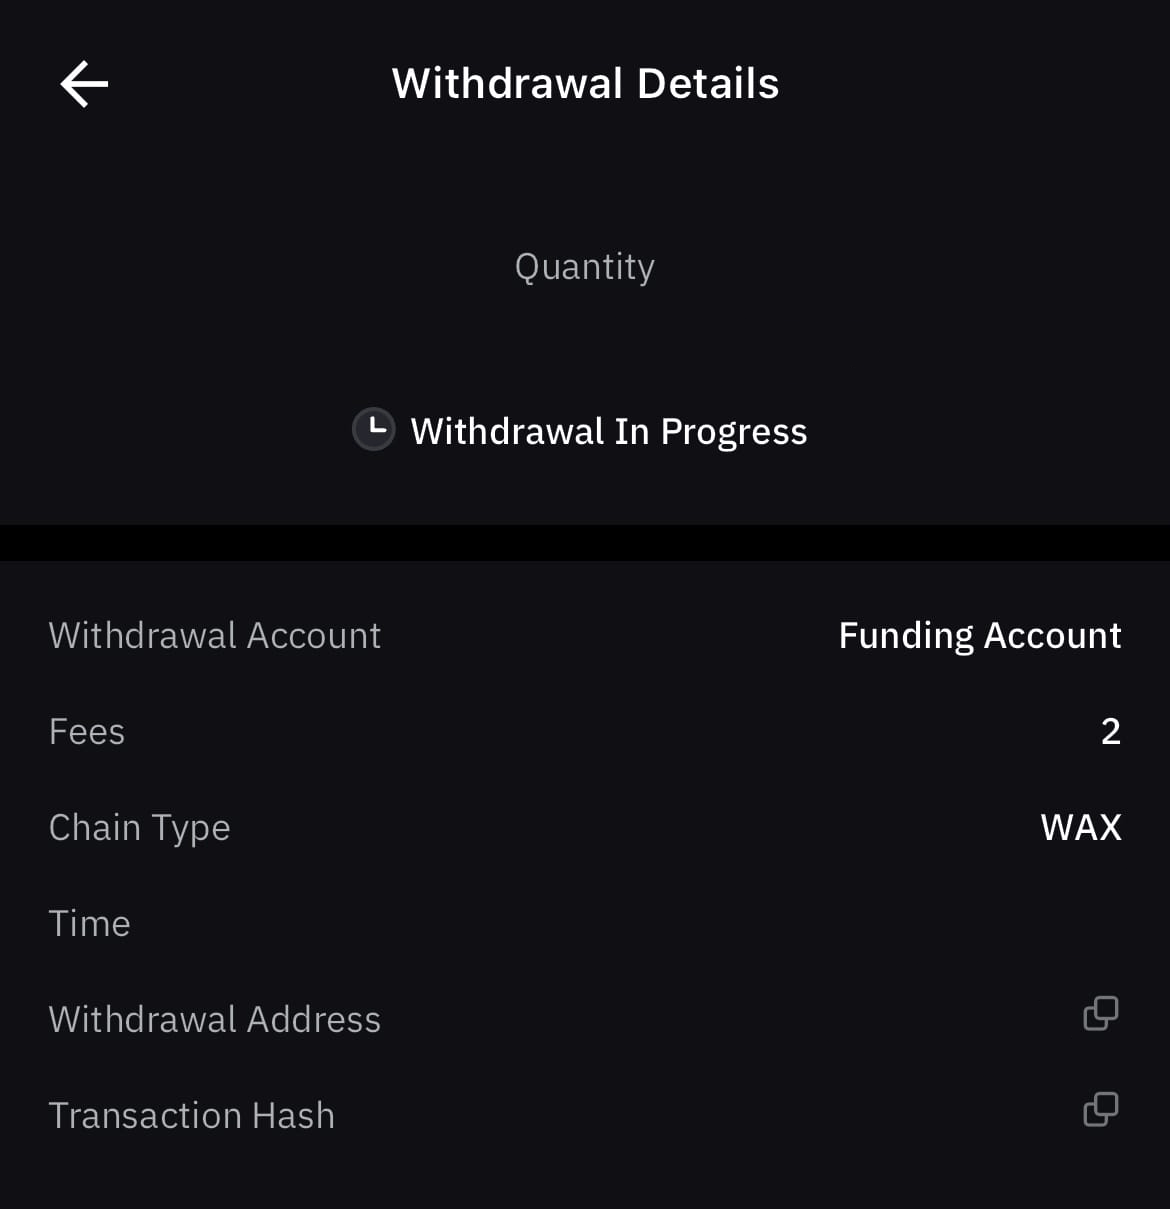 Withdrawal Details
Quantity
Withdrawal In Progress
Withdrawal Account Funding Account
Fees 2
Chain Type WAX
Time
Withdrawal Address
Transaction Hash